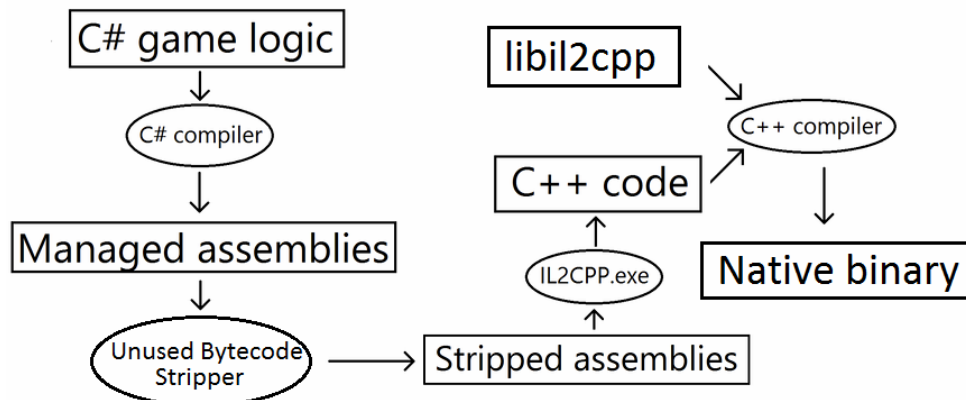 C# game logic
C# compiler
Managed assemblies
Unused Bytecode
Stripper
Stripped assemblies
IL2CPP.exe
C++ code
libil2cpp
C++ compiler
Native binary